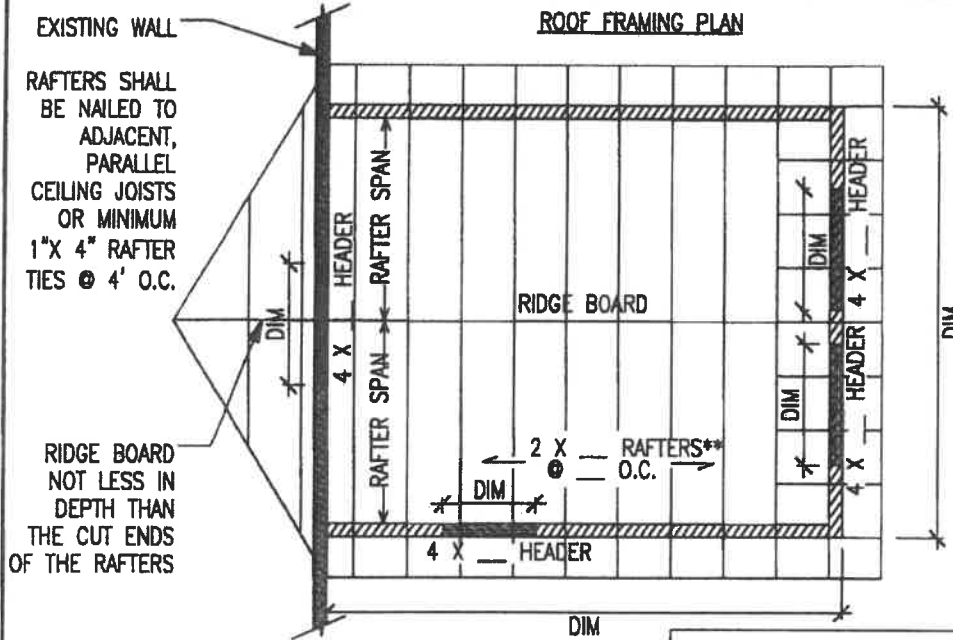 ROOF FRAMING PLAN
EXISTING WALL
RAFTERS SHALL
BE NAILED TO
ADJACENT,
PARALLEL
CEILING JOISTS
OR MINIMUM
1"X 4" RAFTER
TIES @ 4' O.C.
RIDGE BOARD
NOT LESS IN
DEPTH THAN
THE CUT ENDS
OF THE RAFTERS
DIM
4 X __ HEADER
RAFTER SPAN
RAFTER SPAN
RIDGE BOARD
2 X __ RAFTERS**
@ __ O.C.
DIM
4 X __ HEADER
DIM
4 X __ HEADER
DIM
4 X __ HEADER
DIM
DIM